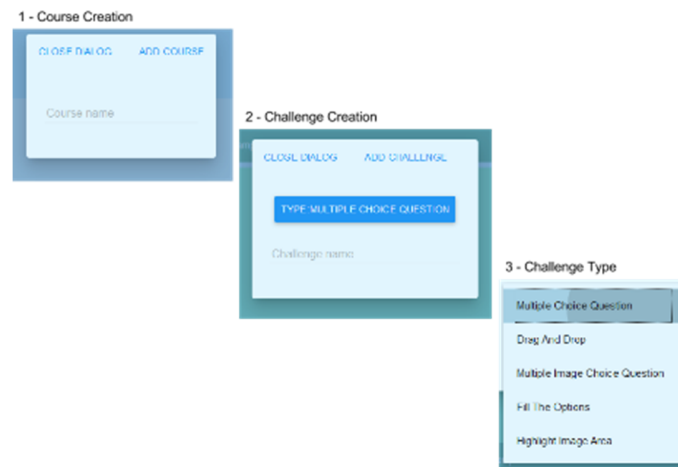 1 - Course Creation
CLOSE DIALOG ADD COURSE
Course name
2 - Challenge Creation
CLOSE DIALOG ADD CHALLENGE
TYPE:MULTIPLE CHOICE QUESTION
Challenge name
3 - Challenge Type
Multiple Choice Question
Drag And Drop
Multiple Image Choice Question
Fill The Options
Highlight Image Area